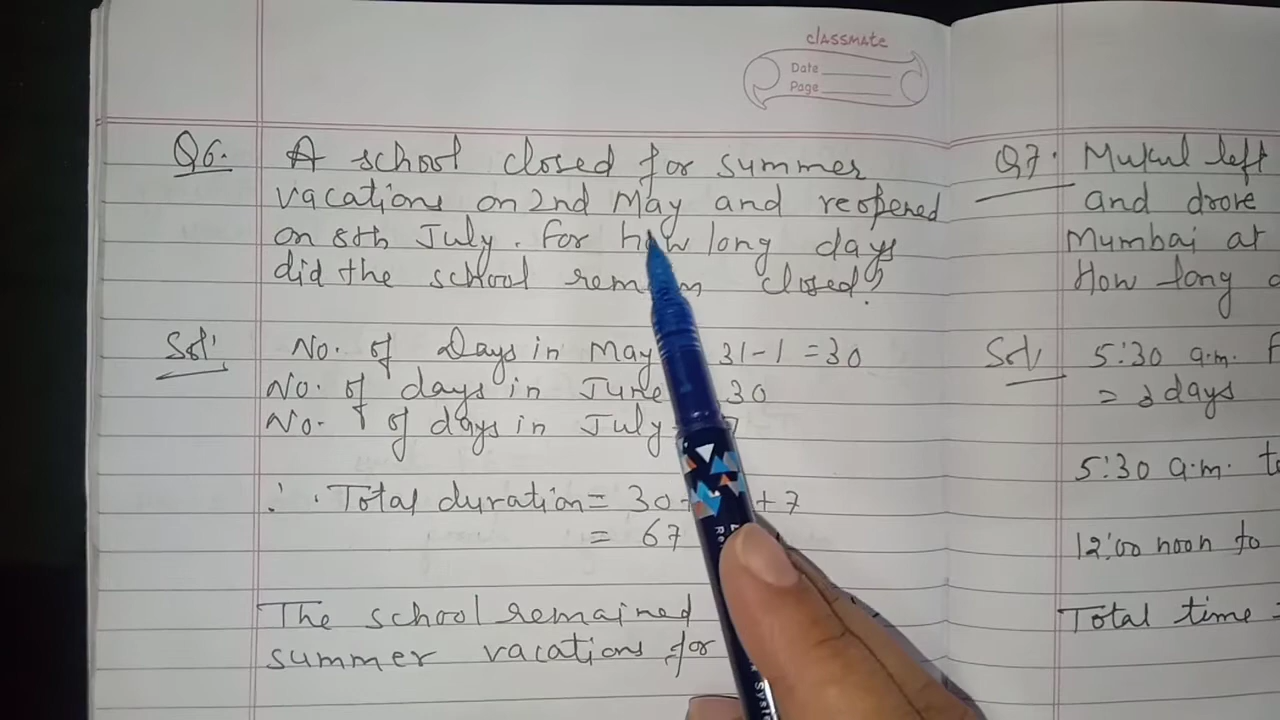 classmate
Date
Page
Q6. A school closed for summer
vacations on 2nd May and reopened
on 8th July. For how long days
did the school remain closed?
Sol: No. of Days in May 31-1=30
No. of days in June 30
No. of days in July 7
∴ Total duration = 30 + 7
= 67
The school remained
summer vacations for
Q7. Mukul left
and drove
Mumbai at
How long
Sol. 5:30 a.m.
= 2 days
5:30 a.m. to
12:00 noon to
Total time =